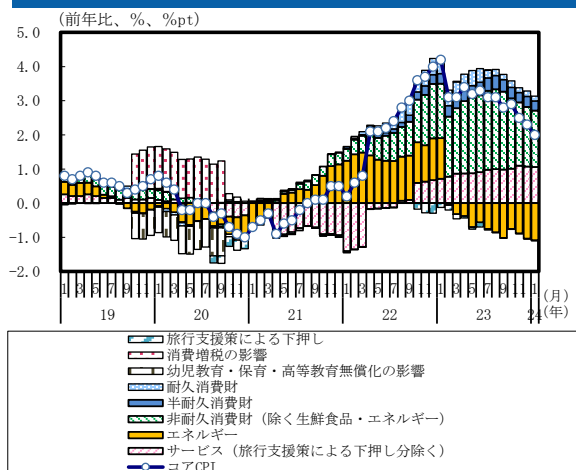 (前年比、%、%pt)
5.0
4.0
3.0
2.0
1.0
0.0
−1.0
−2.0
1 3 5 7 9 11 1 3 5 7 9 11 1 3 5 7 9 11 1 3 5 7 9 11 1 3 5 7 9 11 1 (月)
19 20 21 22 23 24 (年)
旅行支援策による下押し
消費増税の影響
幼児教育・保育・高等教育無償化の影響
耐久消費財
半耐久消費財
非耐久消費財（除く生鮮食品・エネルギー）
エネルギー
サービス（旅行支援策による下押し分除く）
コアCPI